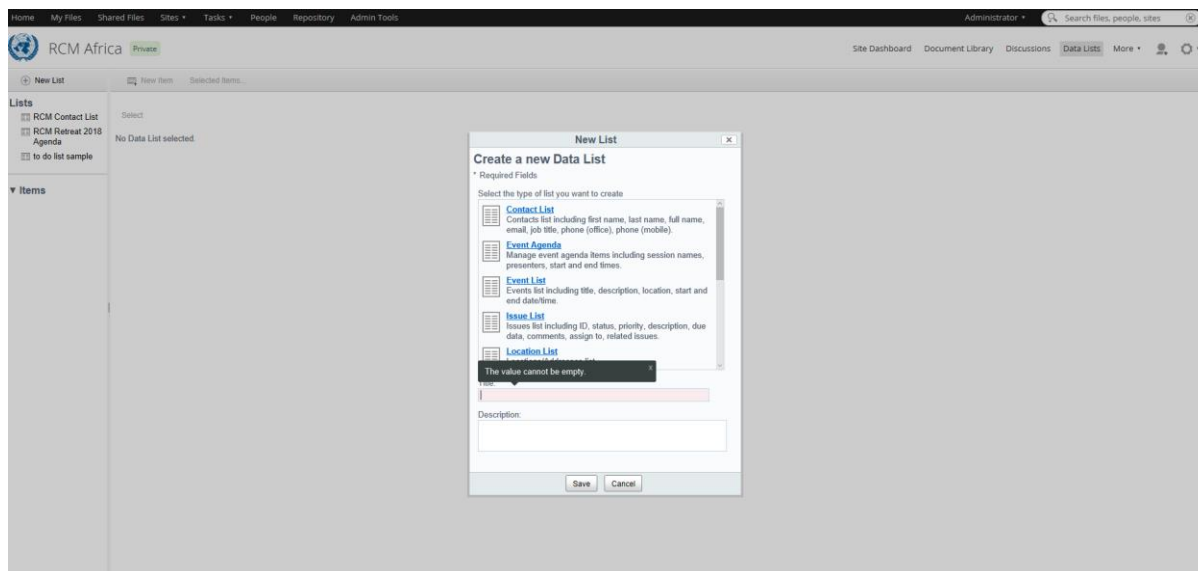 Home My Files Shared Files Sites Tasks People Repository Admin Tools Administrator Search files, people, sites
RCM Africa Private Site Dashboard Document Library Discussions Data Lists More
New List New Item Selected Items...
Lists
RCM Contact List
RCM Retreat 2018
Agenda
to do list sample
Items
Select
No Data List selected
New List x
Create a new Data List
* Required Fields
Select the type of list you want to create
Contact List
Contacts list including first name, last name, full name,
email, job title, phone (office), phone (mobile).
Event Agenda
Manage event agenda items including session names,
presenters, start and end times.
Event List
Events list including title, description, location, start and
end date/time.
Issue List
Issues list including ID, status, priority, description, due
data, comments, assign to, related issues.
Location List
The value cannot be empty. x
Title:
Description:
Save Cancel